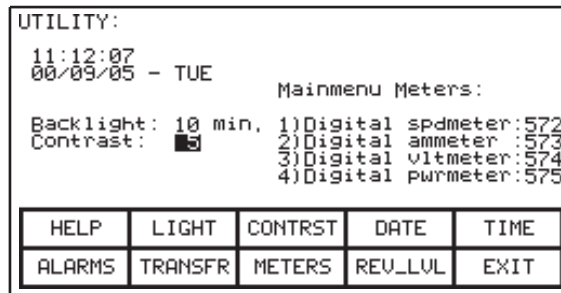 UTILITY:
11:12:07
00/09/05 - TUE
Mainmenu Meters:
Backlight: 10 min, 1)Digital spdmeter:572
Contrast: 5 2)Digital ammeter :573
3)Digital vltmeter:574
4)Digital pwrmeter:575
HELP LIGHT CONTRST DATE TIME
ALARMS TRANSFR METERS REV_LVL EXIT